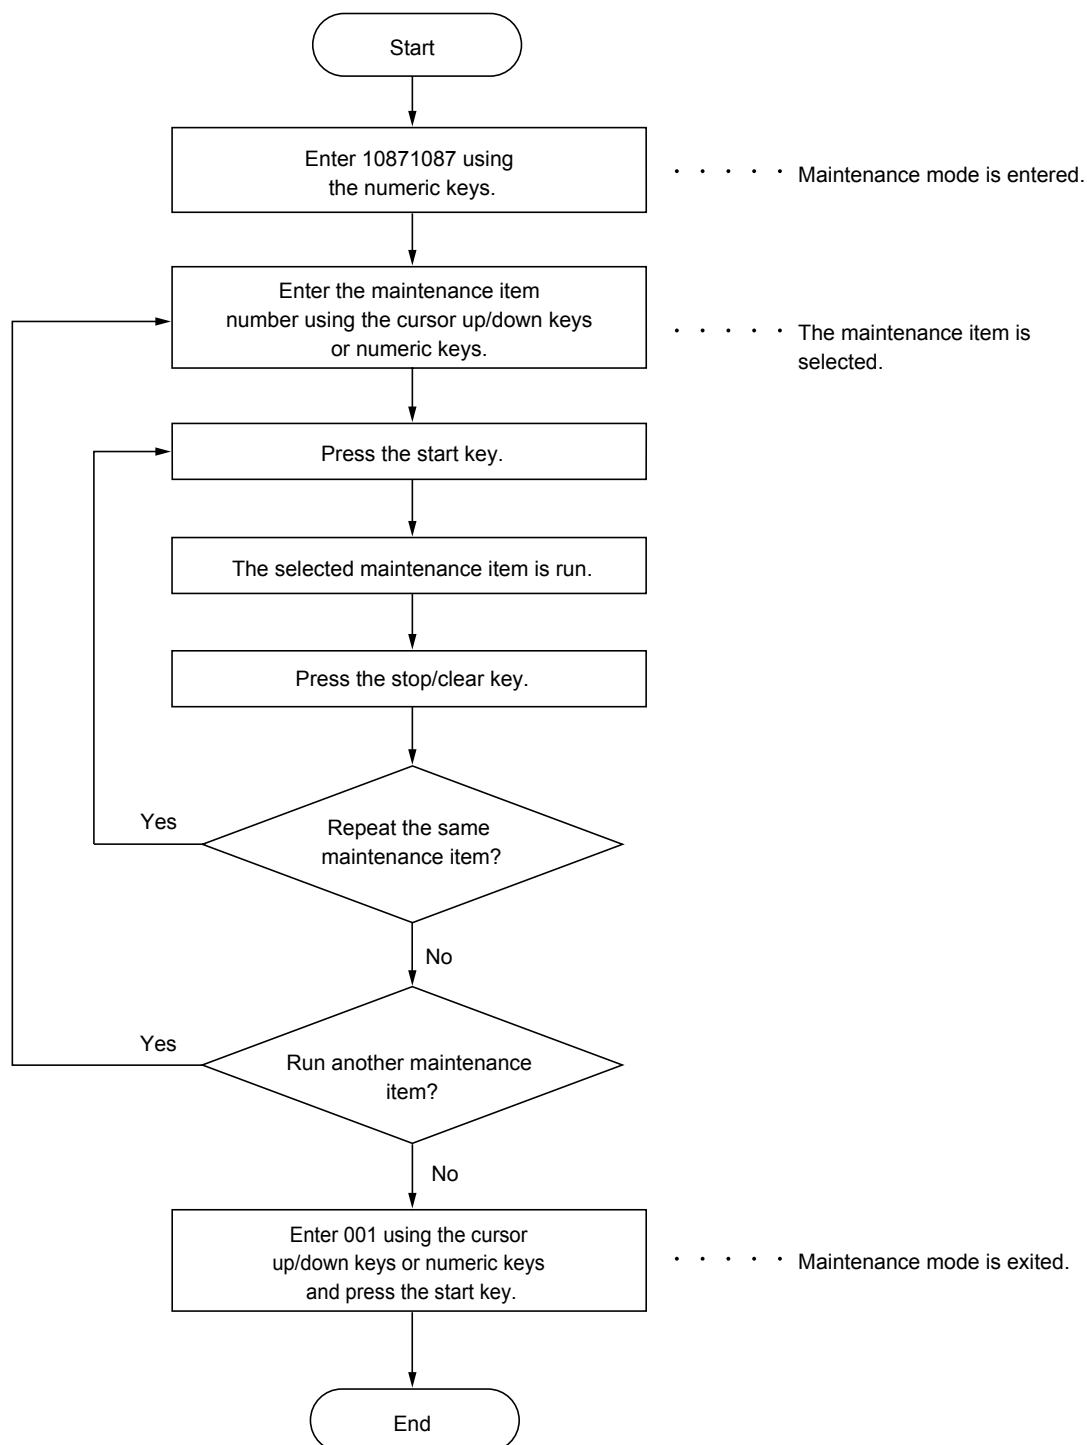 Start
Enter 10871087 using
the numeric keys.
· · · · · Maintenance mode is entered.
Enter the maintenance item
number using the cursor up/down keys
or numeric keys.
· · · · · The maintenance item is
selected.
Press the start key.
The selected maintenance item is run.
Press the stop/clear key.
Yes
Repeat the same
maintenance item?
No
Yes
Run another maintenance
item?
No
Enter 001 using the cursor
up/down keys or numeric keys
and press the start key.
· · · · · Maintenance mode is exited.
End